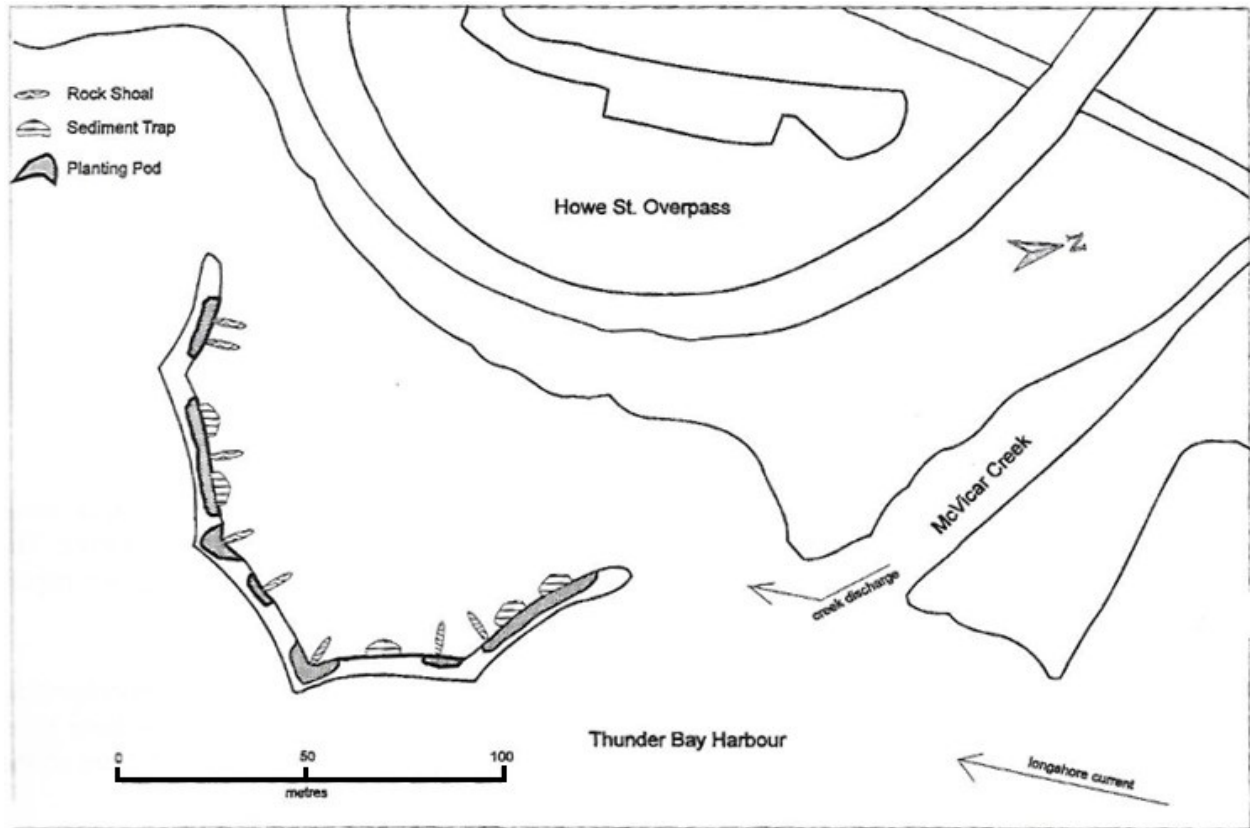 Rock Shoal
Sediment Trap
Planting Pod
Howe St. Overpass
N
McVicar Creek
creek discharge
Thunder Bay Harbour
longshore current
0 50 100
metres